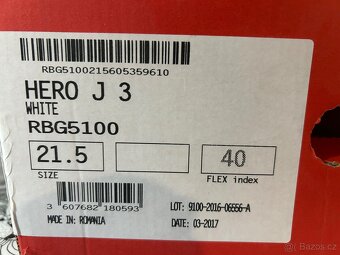 RBG5100215605359610
HERO J 3
WHITE
RBG5100
21.5 40
SIZE FLEX index
3 607682 180593
LOT: 9100-2016-06556-A
MADE IN: ROMANIA DATE: 03-2017